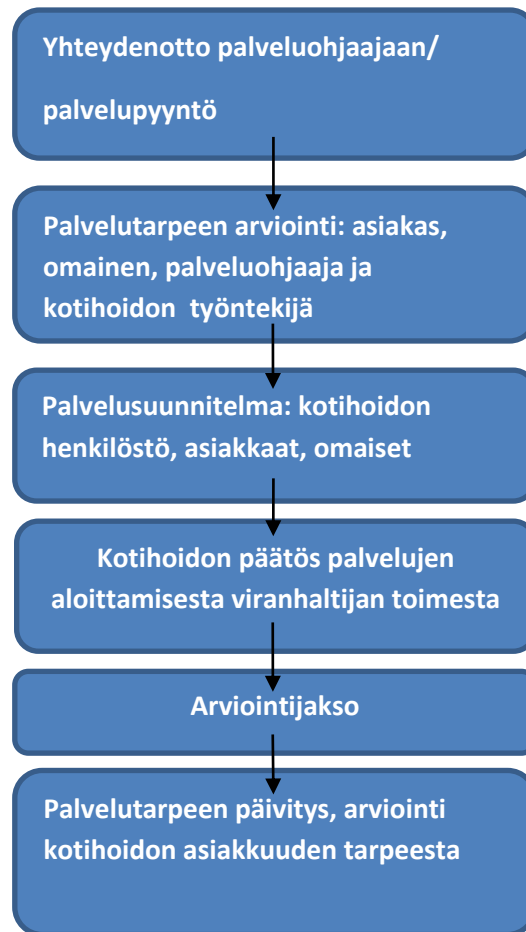 Yhteydenotto palveluohjaajaan/
palvelupyyntö
Palvelutarpeen arviointi: asiakas,
omainen, palveluohjaaja ja
kotihoidon työntekijä
Palvelusuunnitelma: kotihoidon
henkilöstö, asiakkaat, omaiset
Kotihoidon päätös palvelujen
aloittamisesta viranhaltijan toimesta
Arviointijakso
Palvelutarpeen päivitys, arviointi
kotihoidon asiakkuuden tarpeesta